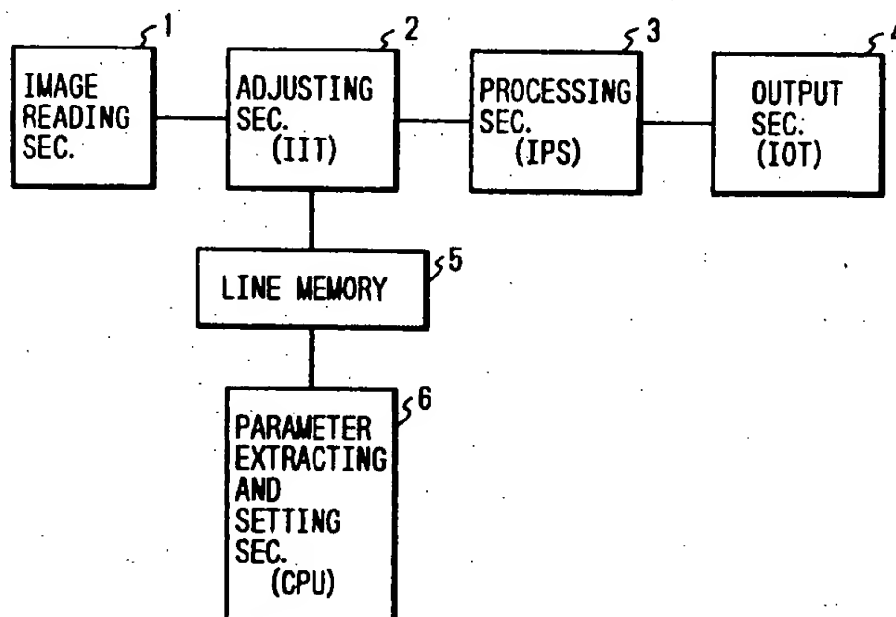 1
IMAGE
READING
SEC.
2
ADJUSTING
SEC.
(IIT)
3
PROCESSING
SEC.
(IPS)
4
OUTPUT
SEC.
(IOT)
5
LINE MEMORY
6
PARAMETER
EXTRACTING
AND
SETTING
SEC.
(CPU)